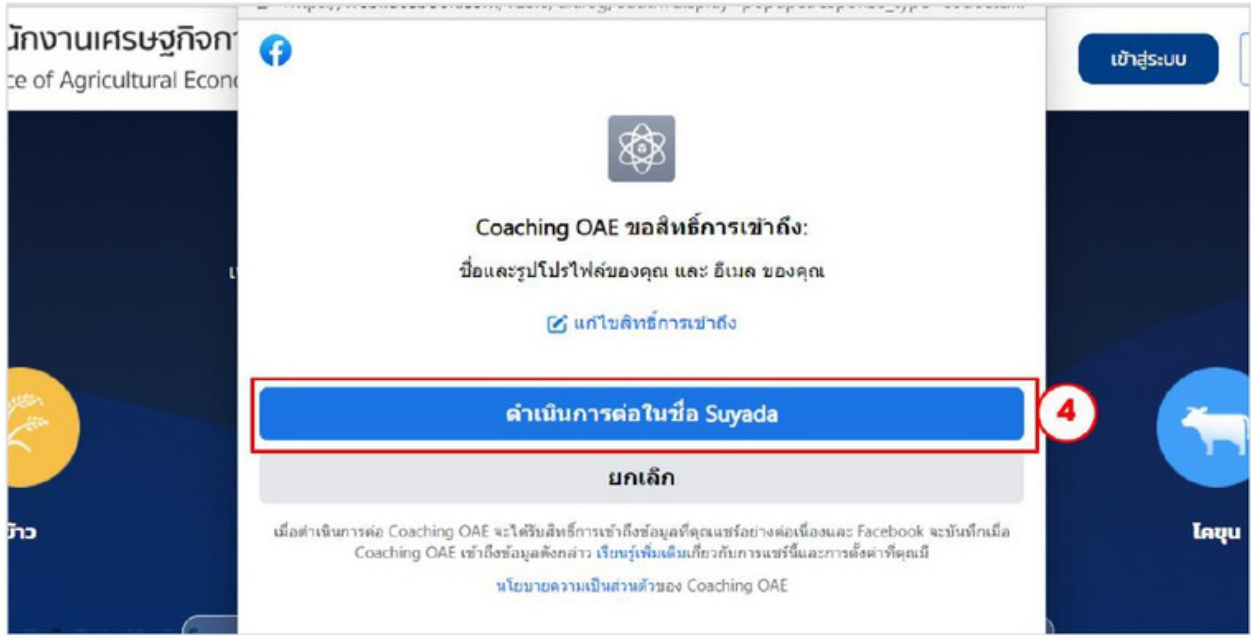 นักงานเศรษฐกิจกา
ce of Agricultural Econo
เข้าสู่ระบบ
Coaching OAE ขอสิทธิ์การเข้าถึง:
ชื่อและรูปโปรไฟล์ของคุณ และ อีเมล ของคุณ
แก้ไขสิทธิ์การเข้าถึง
ดำเนินการต่อในชื่อ Suyada
4
ยกเลิก
เมื่อดำเนินการต่อ Coaching OAE จะได้รับสิทธิ์การเข้าถึงข้อมูลที่คุณแชร์อย่างต่อเนื่องและ Facebook จะบันทึกเมื่อ
Coaching OAE เข้าถึงข้อมูลดังกล่าว เรียนรู้เพิ่มเติมเกี่ยวกับการแชร์นี้และการตั้งค่าที่คุณมี
นโยบายความเป็นส่วนตัวของ Coaching OAE
ข้าว
โคขุน